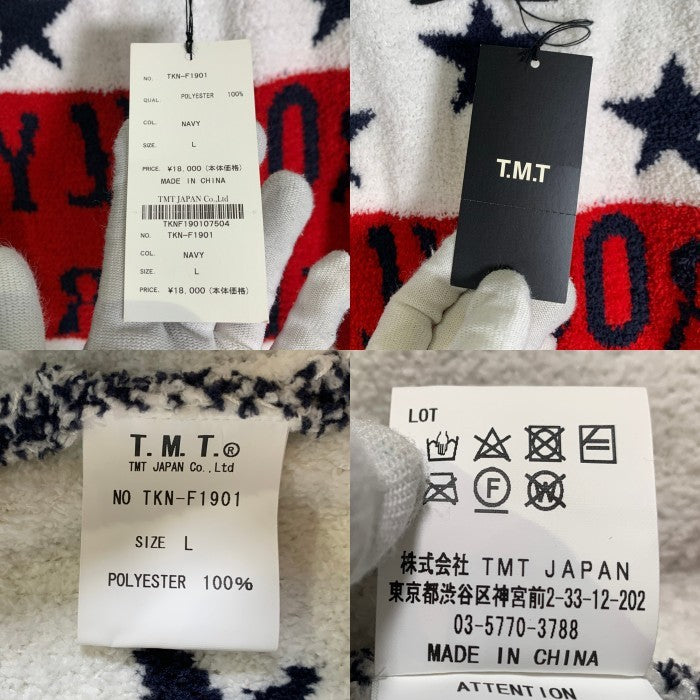 NO. TKN-F1901
QUAL. POLYESTER 100%
COL. NAVY
SIZE. L
PRICE. ¥18,000(本体価格)
MADE IN CHINA
TMT JAPAN Co.,Ltd
TKNF190107504
NO. TKN-F1901
COL. NAVY
SIZE. L
PRICE. ¥18,000(本体価格)
T.M.T
T.M.T.®
TMT JAPAN Co.,Ltd
NO TKN-F1901
SIZE L
POLYESTER 100%
LOT
F
W
株式会社 TMT JAPAN
東京都渋谷区神宮前2-33-12-202
03-5770-3788
MADE IN CHINA
ATTENTION